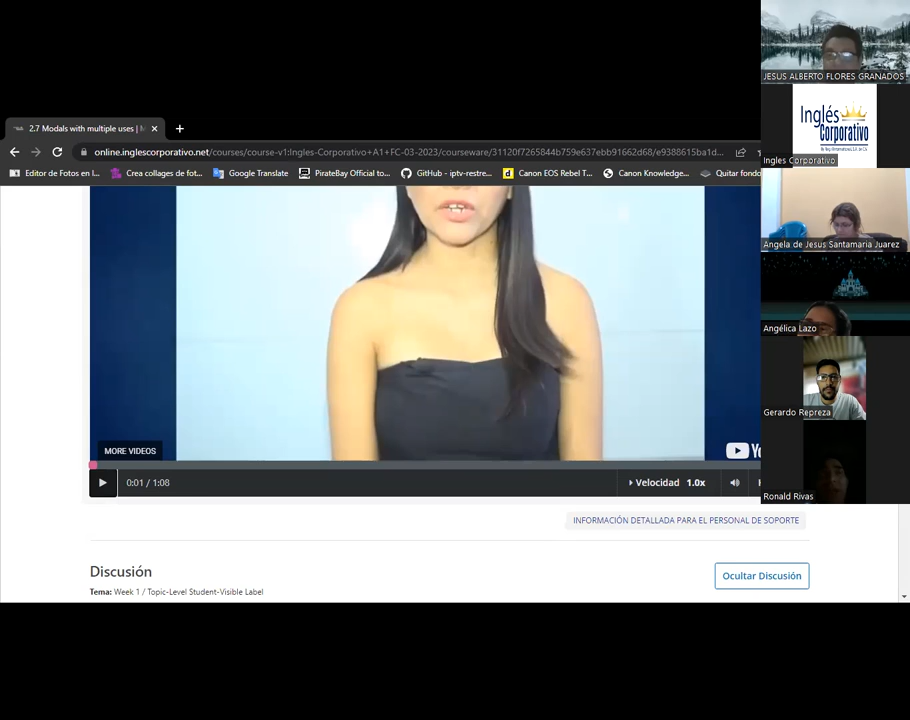 JESUS ALBERTO FLORES GRANADOS
Inglés
Corporativo
Ingles Corporativo
2.7 Modals with multiple uses | M
online.inglescorporativo.net/courses/course-v1:Ingles-Corporativo+A1+FC-03-2023/courseware/31120f7265844b759e637ebb91662d68/e9388615ba1d...
Editor de Fotos en l...
Crea collages de fot...
Google Translate
PirateBay Official to...
GitHub - iptv-restre...
Canon EOS Rebel T...
Canon Knowledge...
Quitar fondo
Angela de Jesus Santamaria Juarez
Angélica Lazo
Gerardo Repreza
Ronald Rivas
MORE VIDEOS
0:01 / 1:08
Velocidad 1.0x
INFORMACIÓN DETALLADA PARA EL PERSONAL DE SOPORTE
Discusión
Ocultar Discusión
Tema: Week 1 / Topic-Level Student-Visible Label